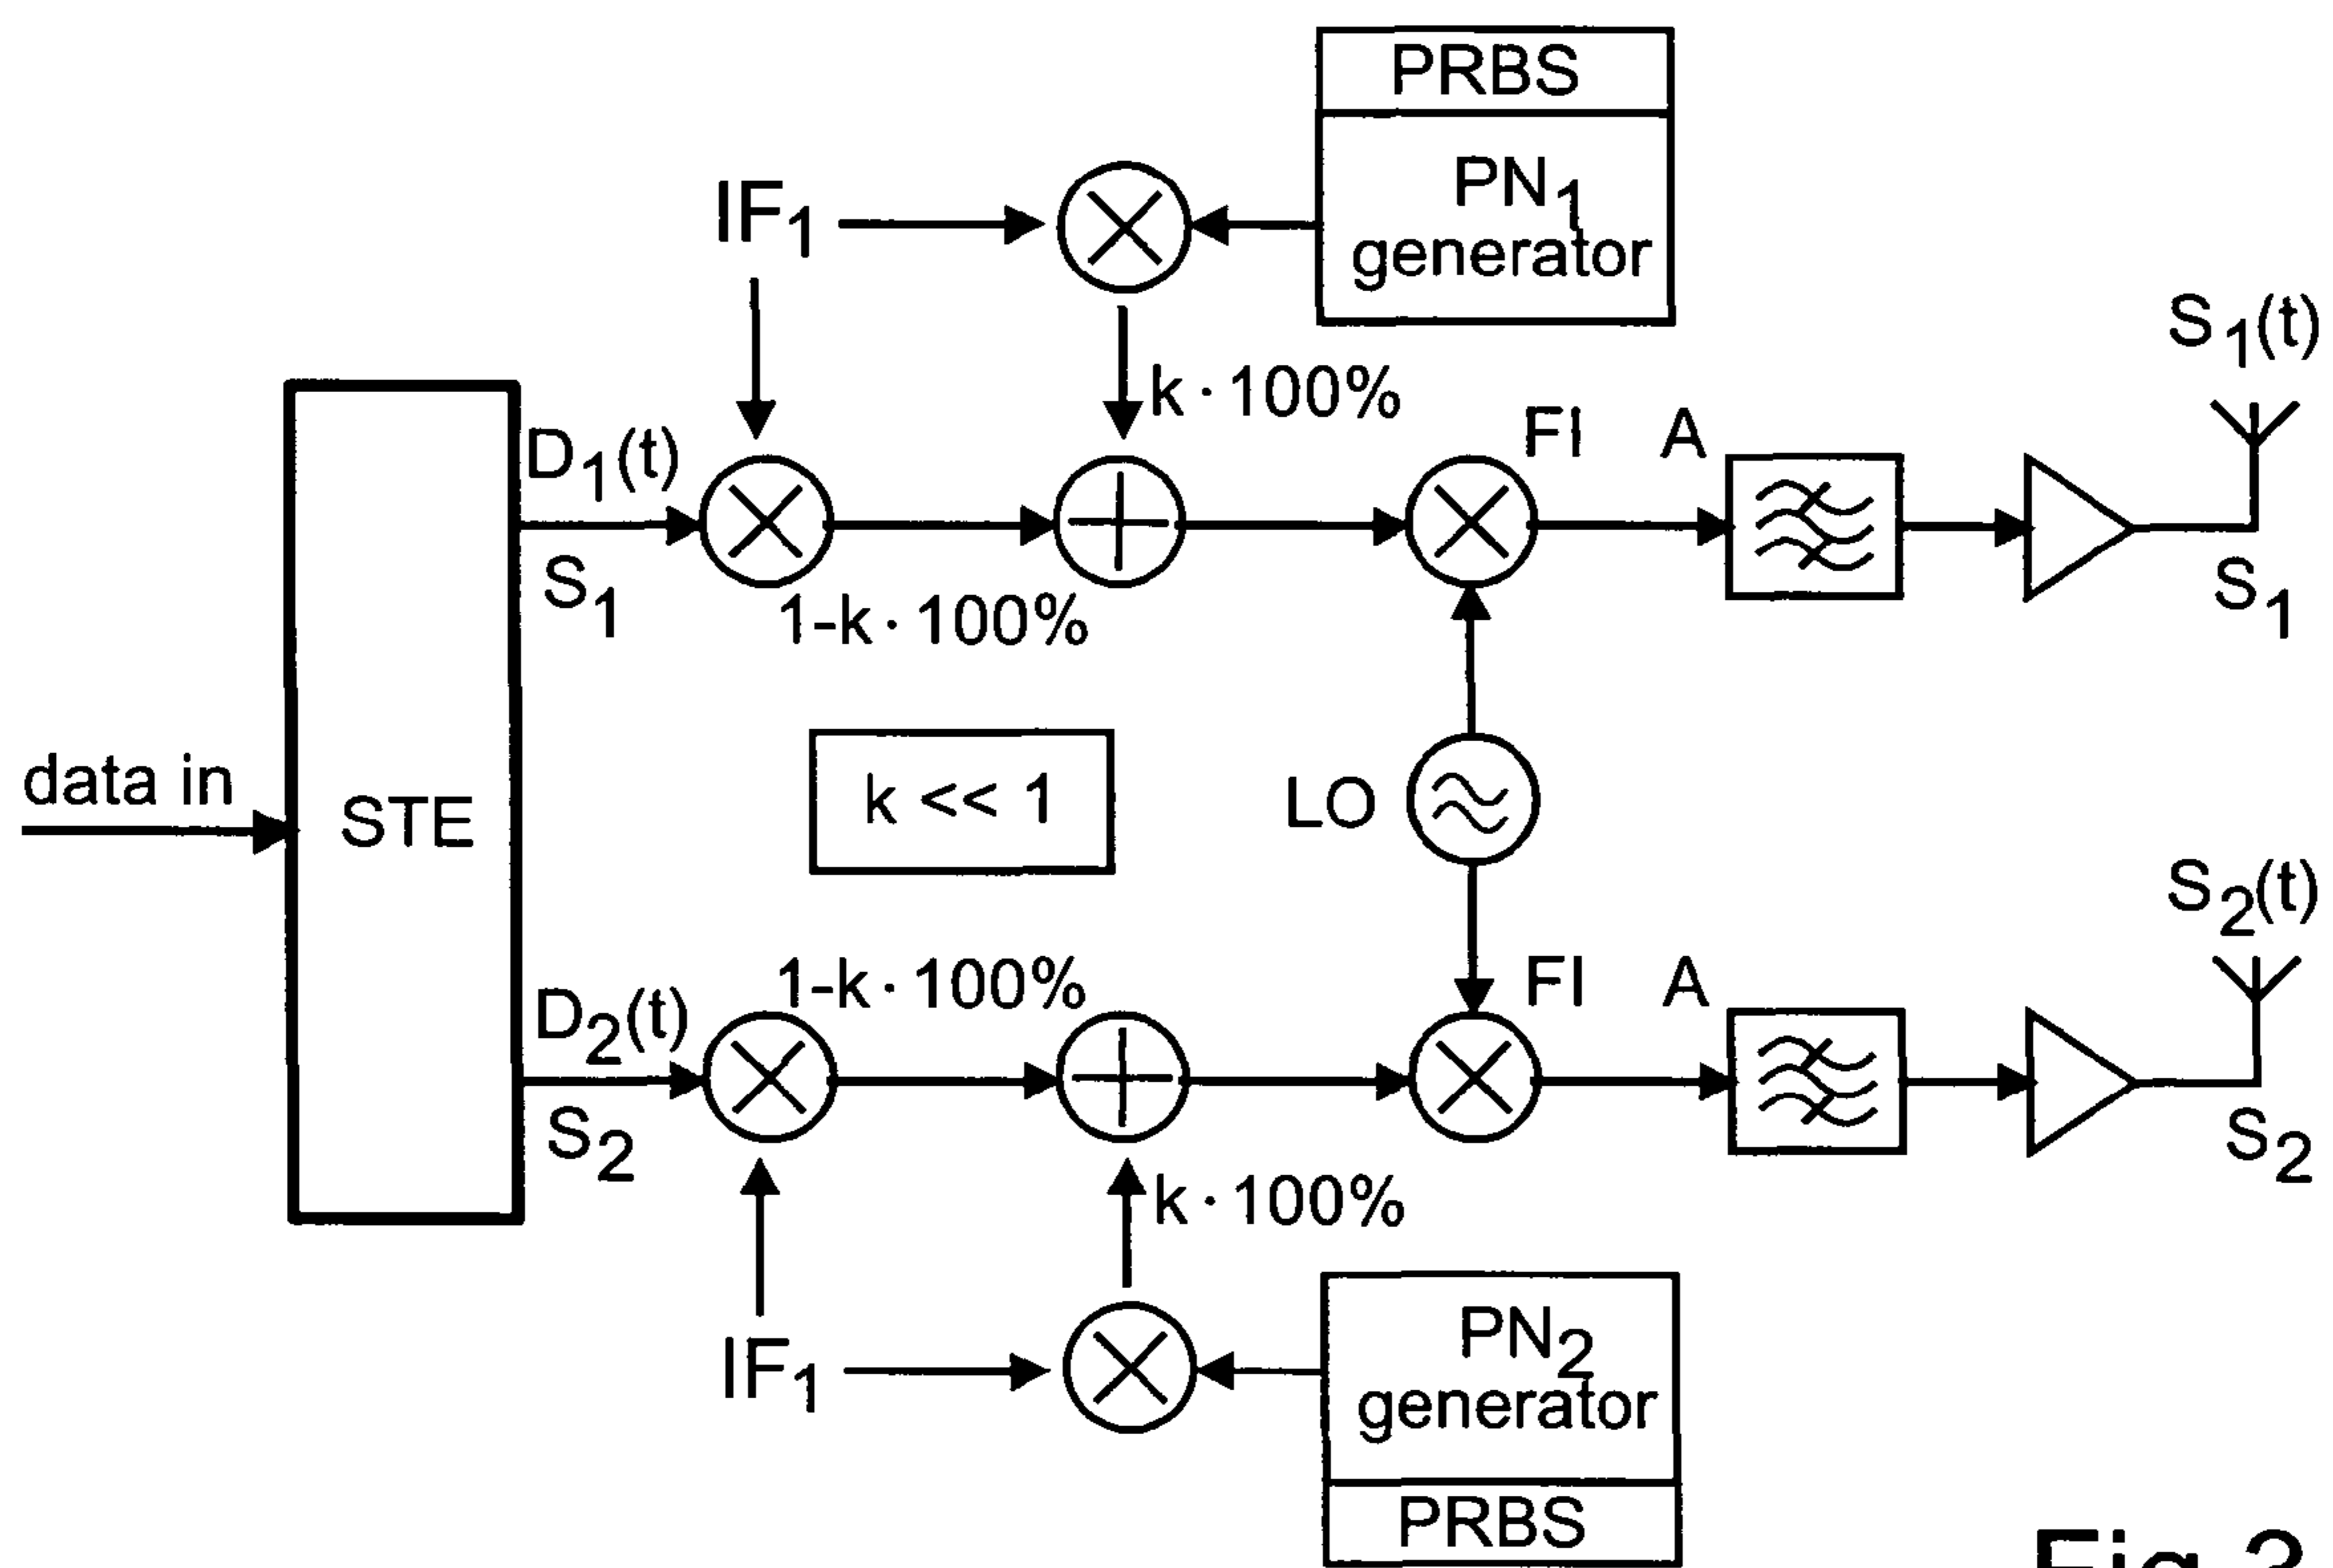 PRBS
PN1
generator
IF1
S1(t)
k · 100%
D1(t)
FI
A
S1
1-k · 100%
S1
data in
STE
k << 1
LO
S2(t)
1-k · 100%
FI
A
D2(t)
S2
S2
k · 100%
IF1
PN2
generator
PRBS